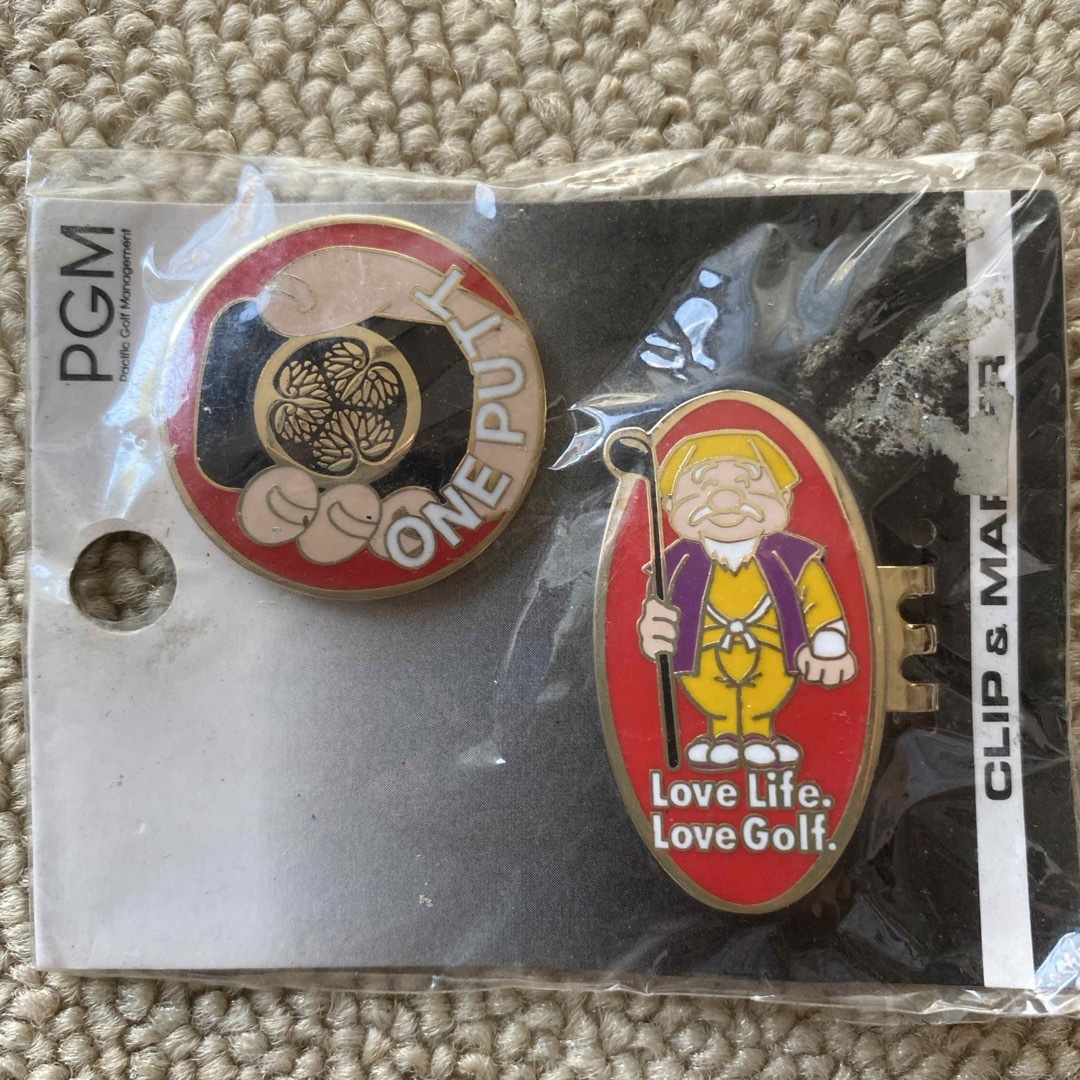 PGM
Pacific Golf Management
ONE PUTT
Love Life.
Love Golf.
CLIP &